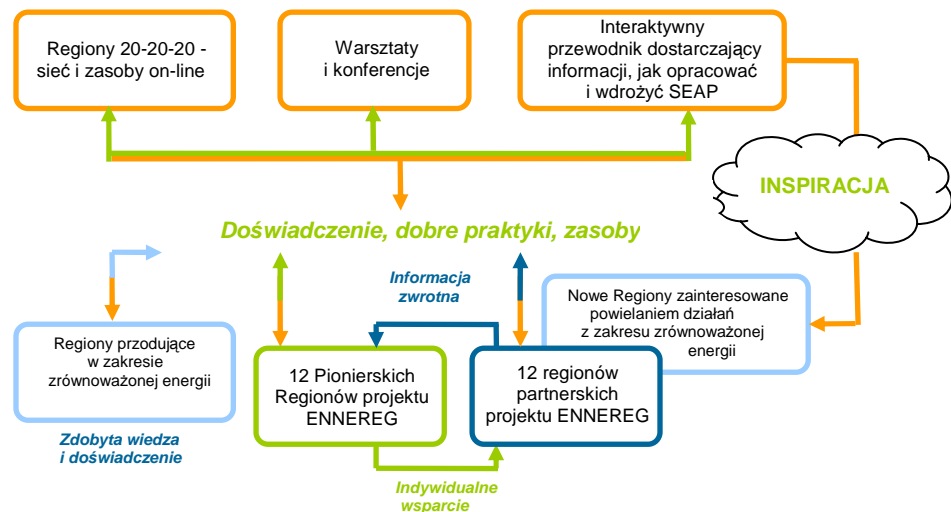 Regiony 20-20-20 -
sieć i zasoby on-line
Warsztaty
i konferencje
Interaktywny
przewodnik dostarczający
informacji, jak opracować
i wdrożyć SEAP
INSPIRACJA
Doświadczenie, dobre praktyki, zasoby
Informacja
zwrotna
Nowe Regiony zainteresowane
powielaniem działań
z zakresu zrównoważonej
energii
Regiony przodujące
w zakresie
zrównoważonej energii
12 Pionierskich
Regionów projektu
ENNEREG
12 regionów
partnerskich
projektu ENNEREG
Zdobyta wiedza
i doświadczenie
Indywidualne
wsparcie